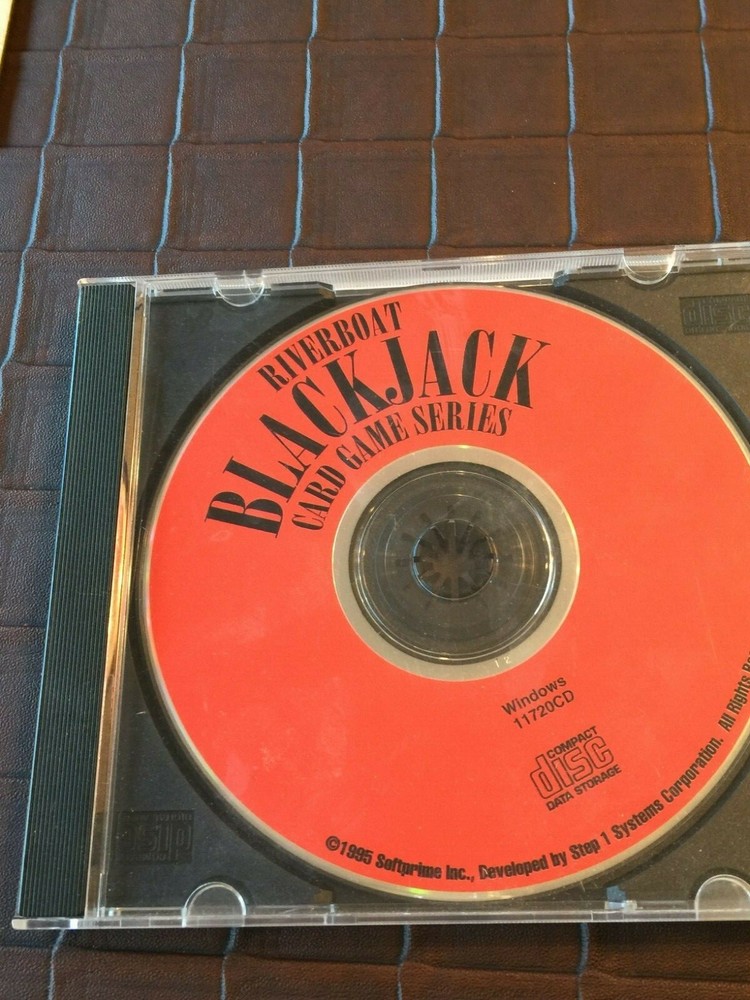 RIVERBOAT
BLACKJACK
CARD GAME SERIES
Windows
11720CD
COMPACT
disc
DATA STORAGE
©1995 Softprime Inc., Developed by Step 1 Systems Corporation. All Rights